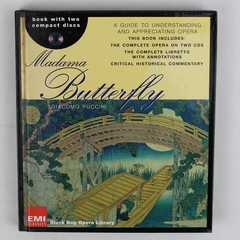 book with two
compact discs
A GUIDE TO UNDERSTANDING
AND APPRECIATING OPERA
THIS BOOK INCLUDES:
THE COMPLETE OPERA ON TWO CDS
THE COMPLETE LIBRETTO
WITH ANNOTATIONS
CRITICAL HISTORICAL COMMENTARY
Madama
Butterfly
GIACOMO PUCCINI
EMI
CLASSICS
Black Dog Opera Library